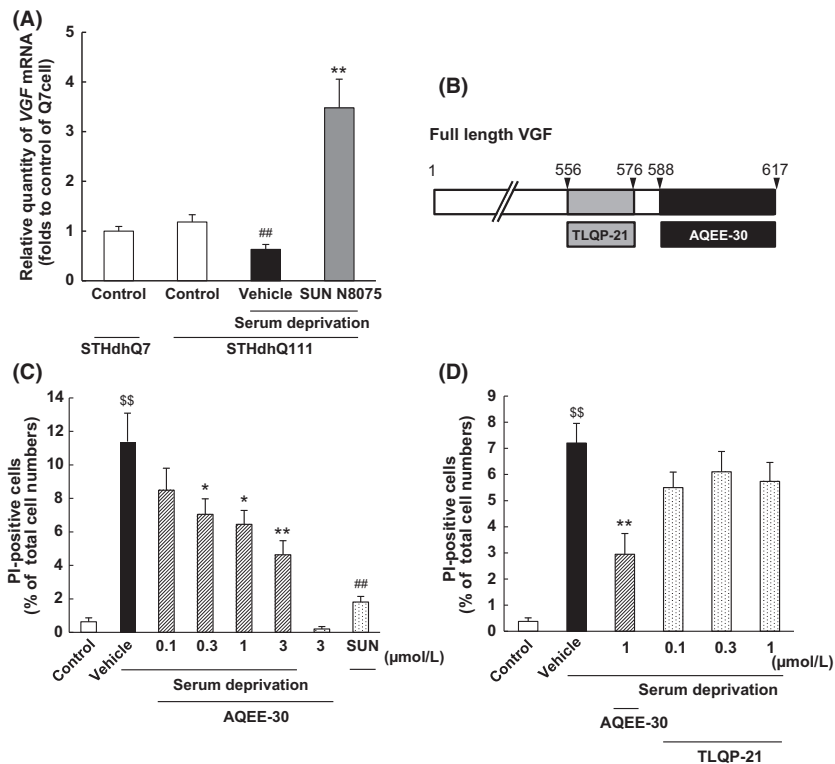 (A)
Relative quantity of VGF mRNA
(folds to control of Q7cell)
5
4
3
2
1
0
**
##
Control
Control
Vehicle
SUN N8075
Serum deprivation
STHdhQ7
STHdhQ111
(B)
Full length VGF
1
556
576
588
617
TLQP-21
AQEE-30
(C)
PI-positive cells
(% of total cell numbers)
14
12
10
8
6
4
2
0
$$
*
*
**
##
Control
Vehicle
0.1
0.3
1
3
3
SUN
(μmol/L)
Serum deprivation
AQEE-30
(D)
PI-positive cells
(% of total cell numbers)
9
8
7
6
5
4
3
2
1
0
$$
**
Control
Vehicle
1
0.1
0.3
1
(μmol/L)
Serum deprivation
AQEE-30
TLQP-21